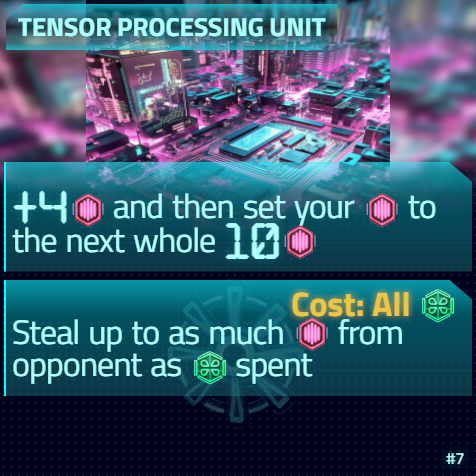 TENSOR PROCESSING UNIT
+4 and then set your to
the next whole 10
Cost: All
Steal up to as much from
opponent as spent
#7